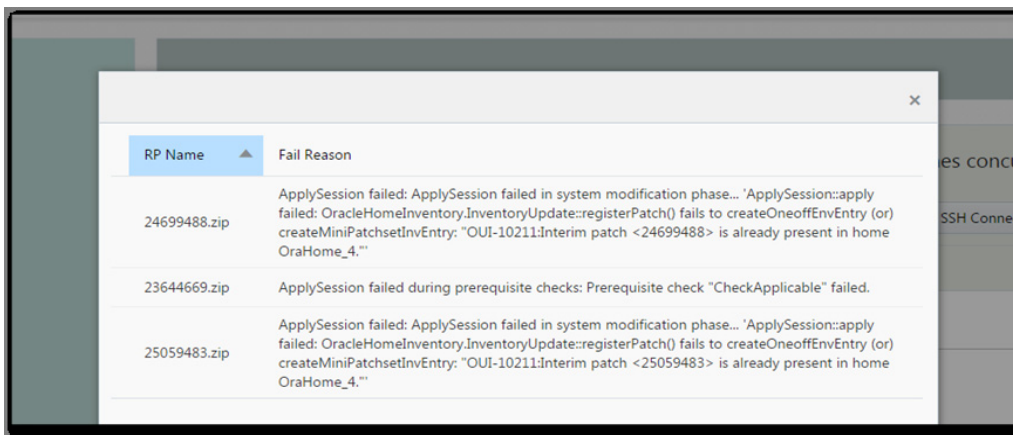 ×
RP Name Fail Reason
ApplySession failed: ApplySession failed in system modification phase... 'ApplySession::apply
failed: OracleHomeInventory.InventoryUpdate::registerPatch() fails to createOneoffEnvEntry (or)
24699488.zip
createMiniPatchsetInvEntry: "OUI-10211:Interim patch <24699488> is already present in home
OraHome_4."'
23644669.zip ApplySession failed during prerequisite checks: Prerequisite check "CheckApplicable" failed.
ApplySession failed: ApplySession failed in system modification phase... 'ApplySession::apply
failed: OracleHomeInventory.InventoryUpdate::registerPatch() fails to createOneoffEnvEntry (or)
25059483.zip
createMiniPatchsetInvEntry: "OUI-10211:Interim patch <25059483> is already present in home
OraHome_4."'
es concu
SSH Conne